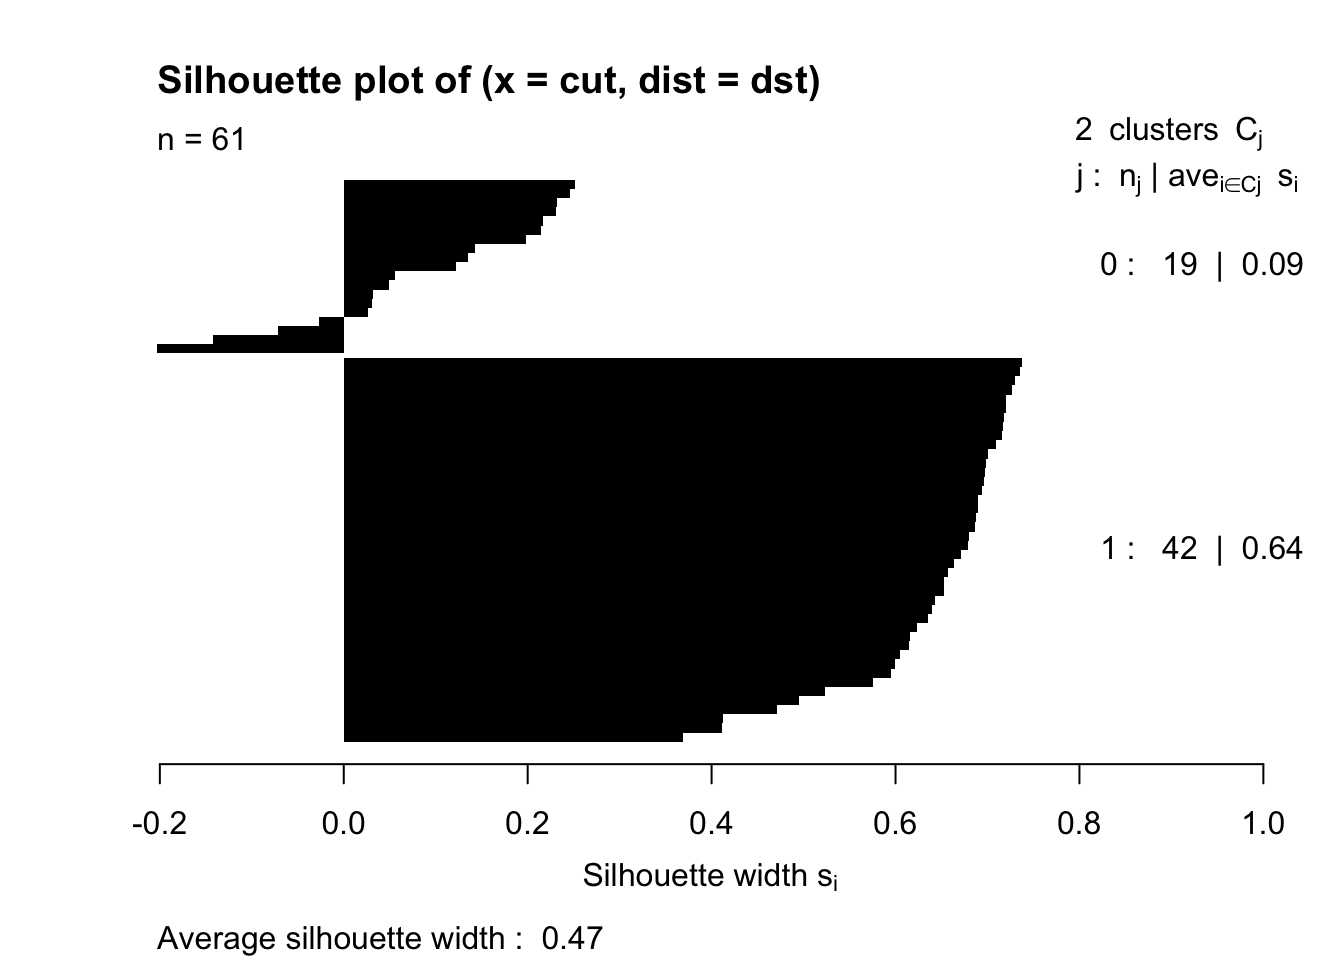 Silhouette plot of (x = cut, dist = dst)
n = 61
2 clusters Cj
j : nj | avei∈Cj si
0 : 19 | 0.09
1 : 42 | 0.64
-0.2 0.0 0.2 0.4 0.6 0.8 1.0
Silhouette width si
Average silhouette width : 0.47